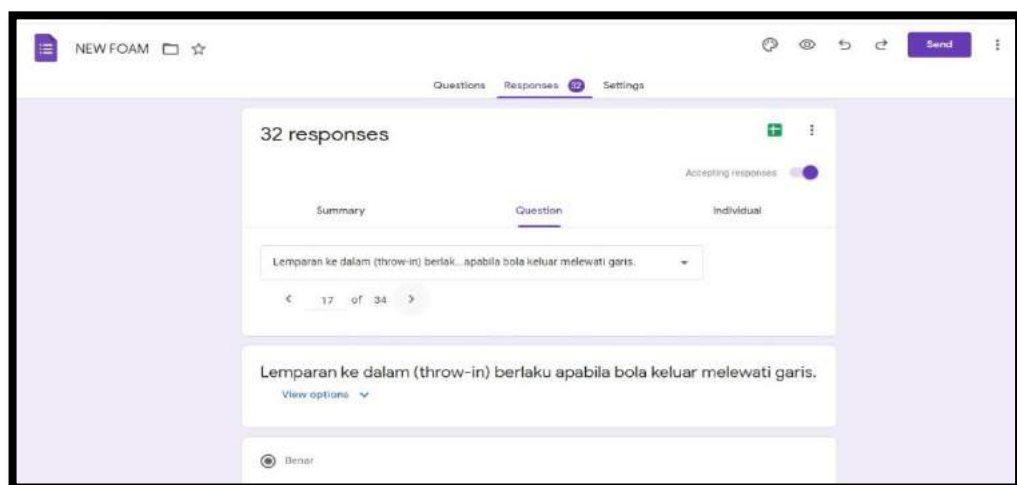 NEW FOAM
Send
Questions Responses 32 Settings
32 responses
Accepting responses
Summary Question Individual
Lemparan ke dalam (throw-in) berlak... apabila bola keluar melewati garis.
17 of 34
Lemparan ke dalam (throw-in) berlaku apabila bola keluar melewati garis.
View options
Benar